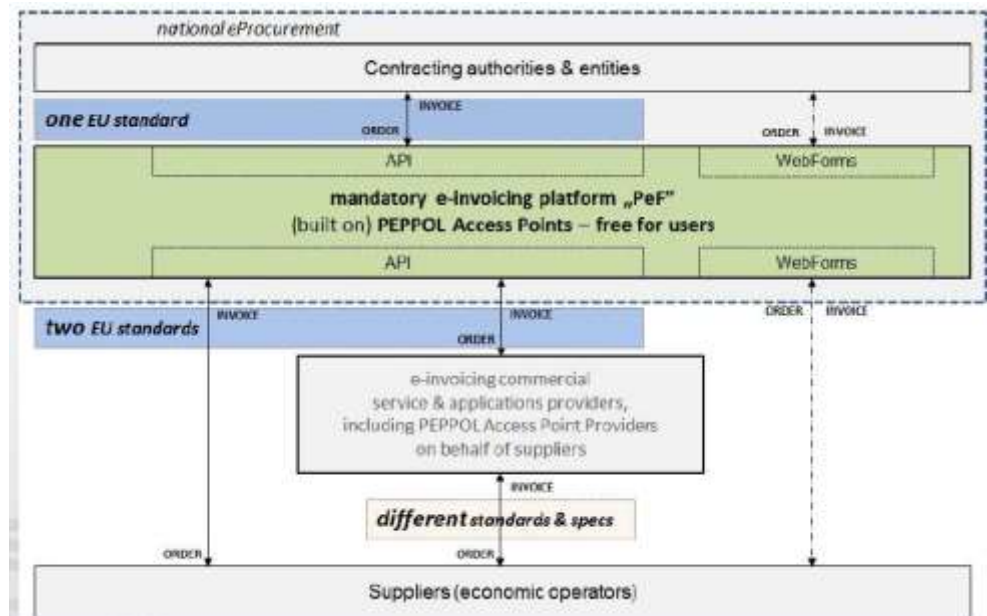 national eProcurement
Contracting authorities & entities
INVOICE
one EU standard
ORDER
ORDER INVOICE
API WebForms
mandatory e-invoicing platform „PeF"
(built on) PEPPOL Access Points – free for users
API WebForms
INVOICE INVOICE ORDER INVOICE
two EU standards
ORDER
e-invoicing commercial
service & applications providers,
including PEPPOL Access Point Providers
on behalf of suppliers
INVOICE
different standards & specs
ORDER ORDER
Suppliers (economic operators)